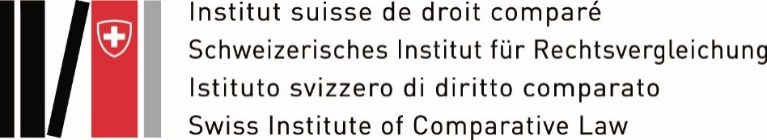 Institut suisse de droit comparé
Schweizerisches Institut für Rechtsvergleichung
Istituto svizzero di diritto comparato
Swiss Institute of Comparative Law